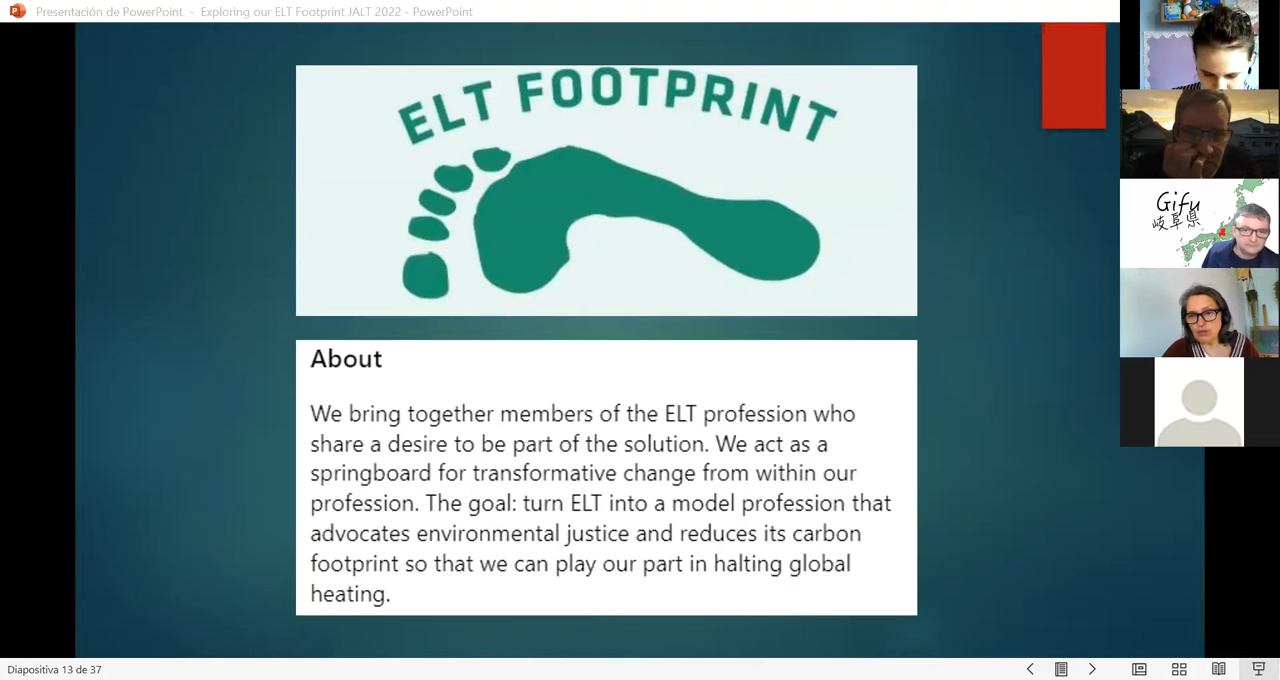 Presentación de PowerPoint - Exploring our ELT Footprint JALT 2022 - PowerPoint
ELT FOOTPRINT
About
We bring together members of the ELT profession who
share a desire to be part of the solution. We act as a
springboard for transformative change from within our
profession. The goal: turn ELT into a model profession that
advocates environmental justice and reduces its carbon
footprint so that we can play our part in halting global
heating.
Gifu
岐阜県
Diapositiva 13 de 37